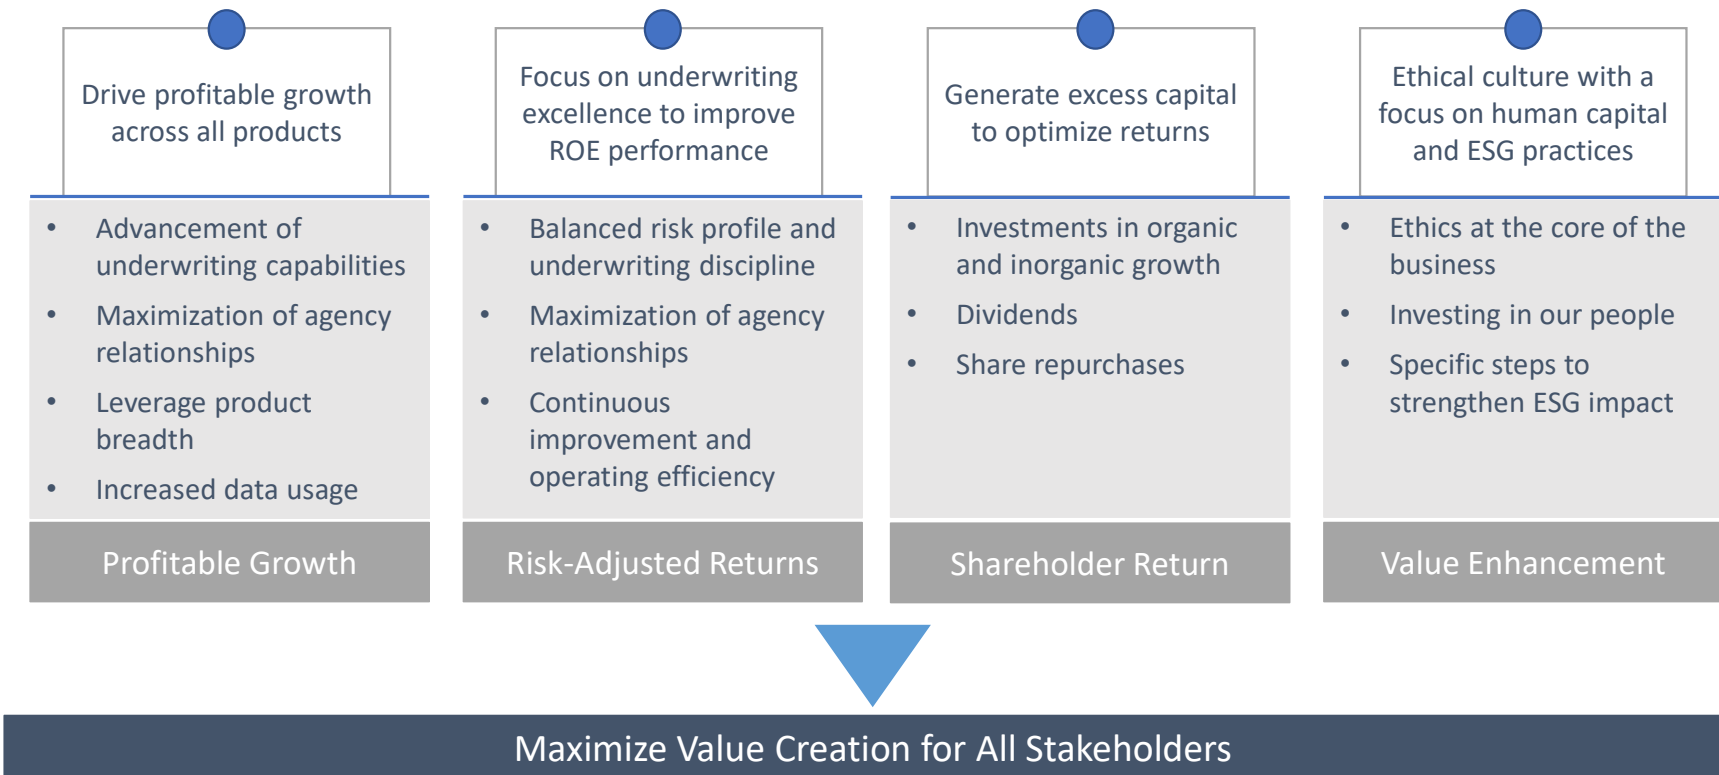 Drive profitable growth
across all products
• Advancement of
underwriting capabilities
• Maximization of agency
relationships
• Leverage product
breadth
• Increased data usage
Profitable Growth
Focus on underwriting
excellence to improve
ROE performance
• Balanced risk profile and
underwriting discipline
• Maximization of agency
relationships
• Continuous
improvement and
operating efficiency
Risk-Adjusted Returns
Generate excess capital
to optimize returns
• Investments in organic
and inorganic growth
• Dividends
• Share repurchases
Shareholder Return
Ethical culture with a
focus on human capital
and ESG practices
• Ethics at the core of the
business
• Investing in our people
• Specific steps to
strengthen ESG impact
Value Enhancement
Maximize Value Creation for All Stakeholders